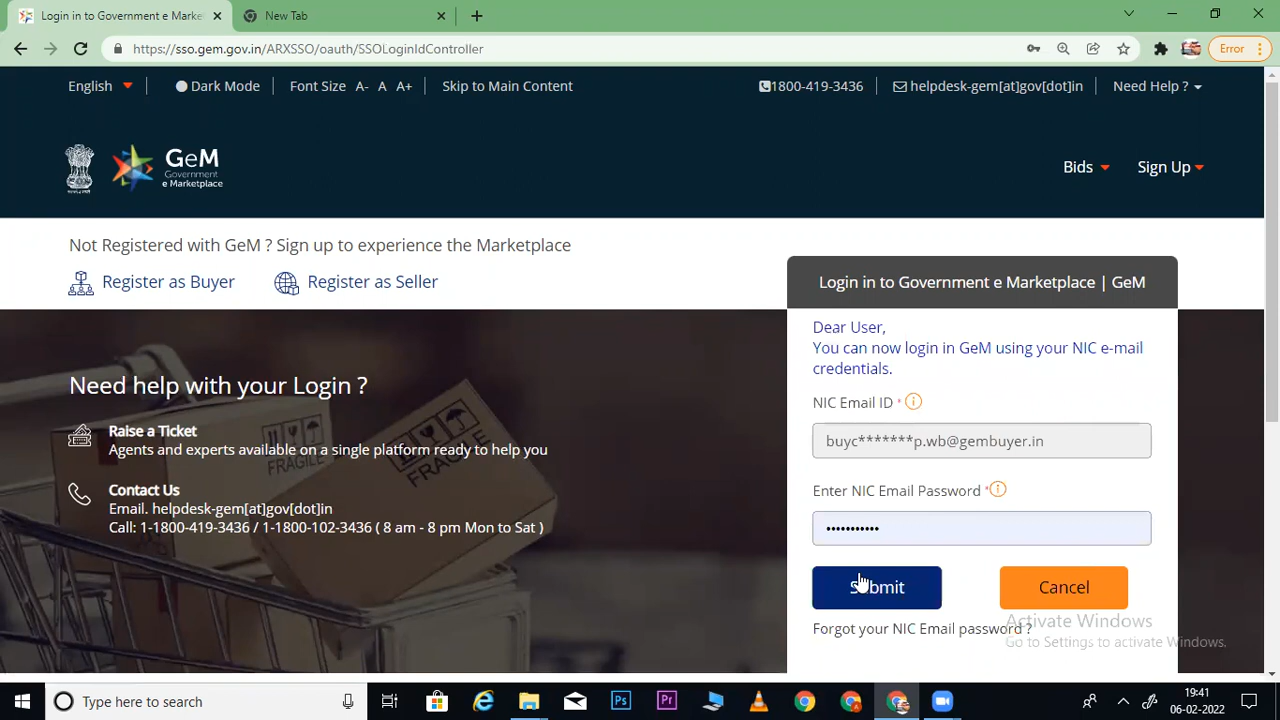 Login in to Government e Marke
New Tab
https://sso.gem.gov.in/ARXSSO/oauth/SSOLoginIdController
Error
English
Dark Mode
Font Size A- A A+
Skip to Main Content
1800-419-3436
helpdesk-gem[at]gov[dot]in
Need Help ?
GeM
Government
e Marketplace
Bids
Sign Up
Not Registered with GeM ? Sign up to experience the Marketplace
Register as Buyer
Register as Seller
Login in to Government e Marketplace | GeM
Dear User,
You can now login in GeM using your NIC e-mail
credentials.
Need help with your Login ?
NIC Email ID *
Raise a Ticket
Agents and experts available on a single platform ready to help you
buyc*******p.wb@gembuyer.in
FRAGILE
FRAGILE
Contact Us
Email. helpdesk-gem[at]gov[dot]in
Call: 1-1800-419-3436 / 1-1800-102-3436 ( 8 am - 8 pm Mon to Sat )
Enter NIC Email Password *
•••••••••••
Submit
Cancel
Forgot your NIC Email password ?
Activate Windows
Go to Settings to activate Windows.
Type here to search
Ps
Pr
19:41
06-02-2022